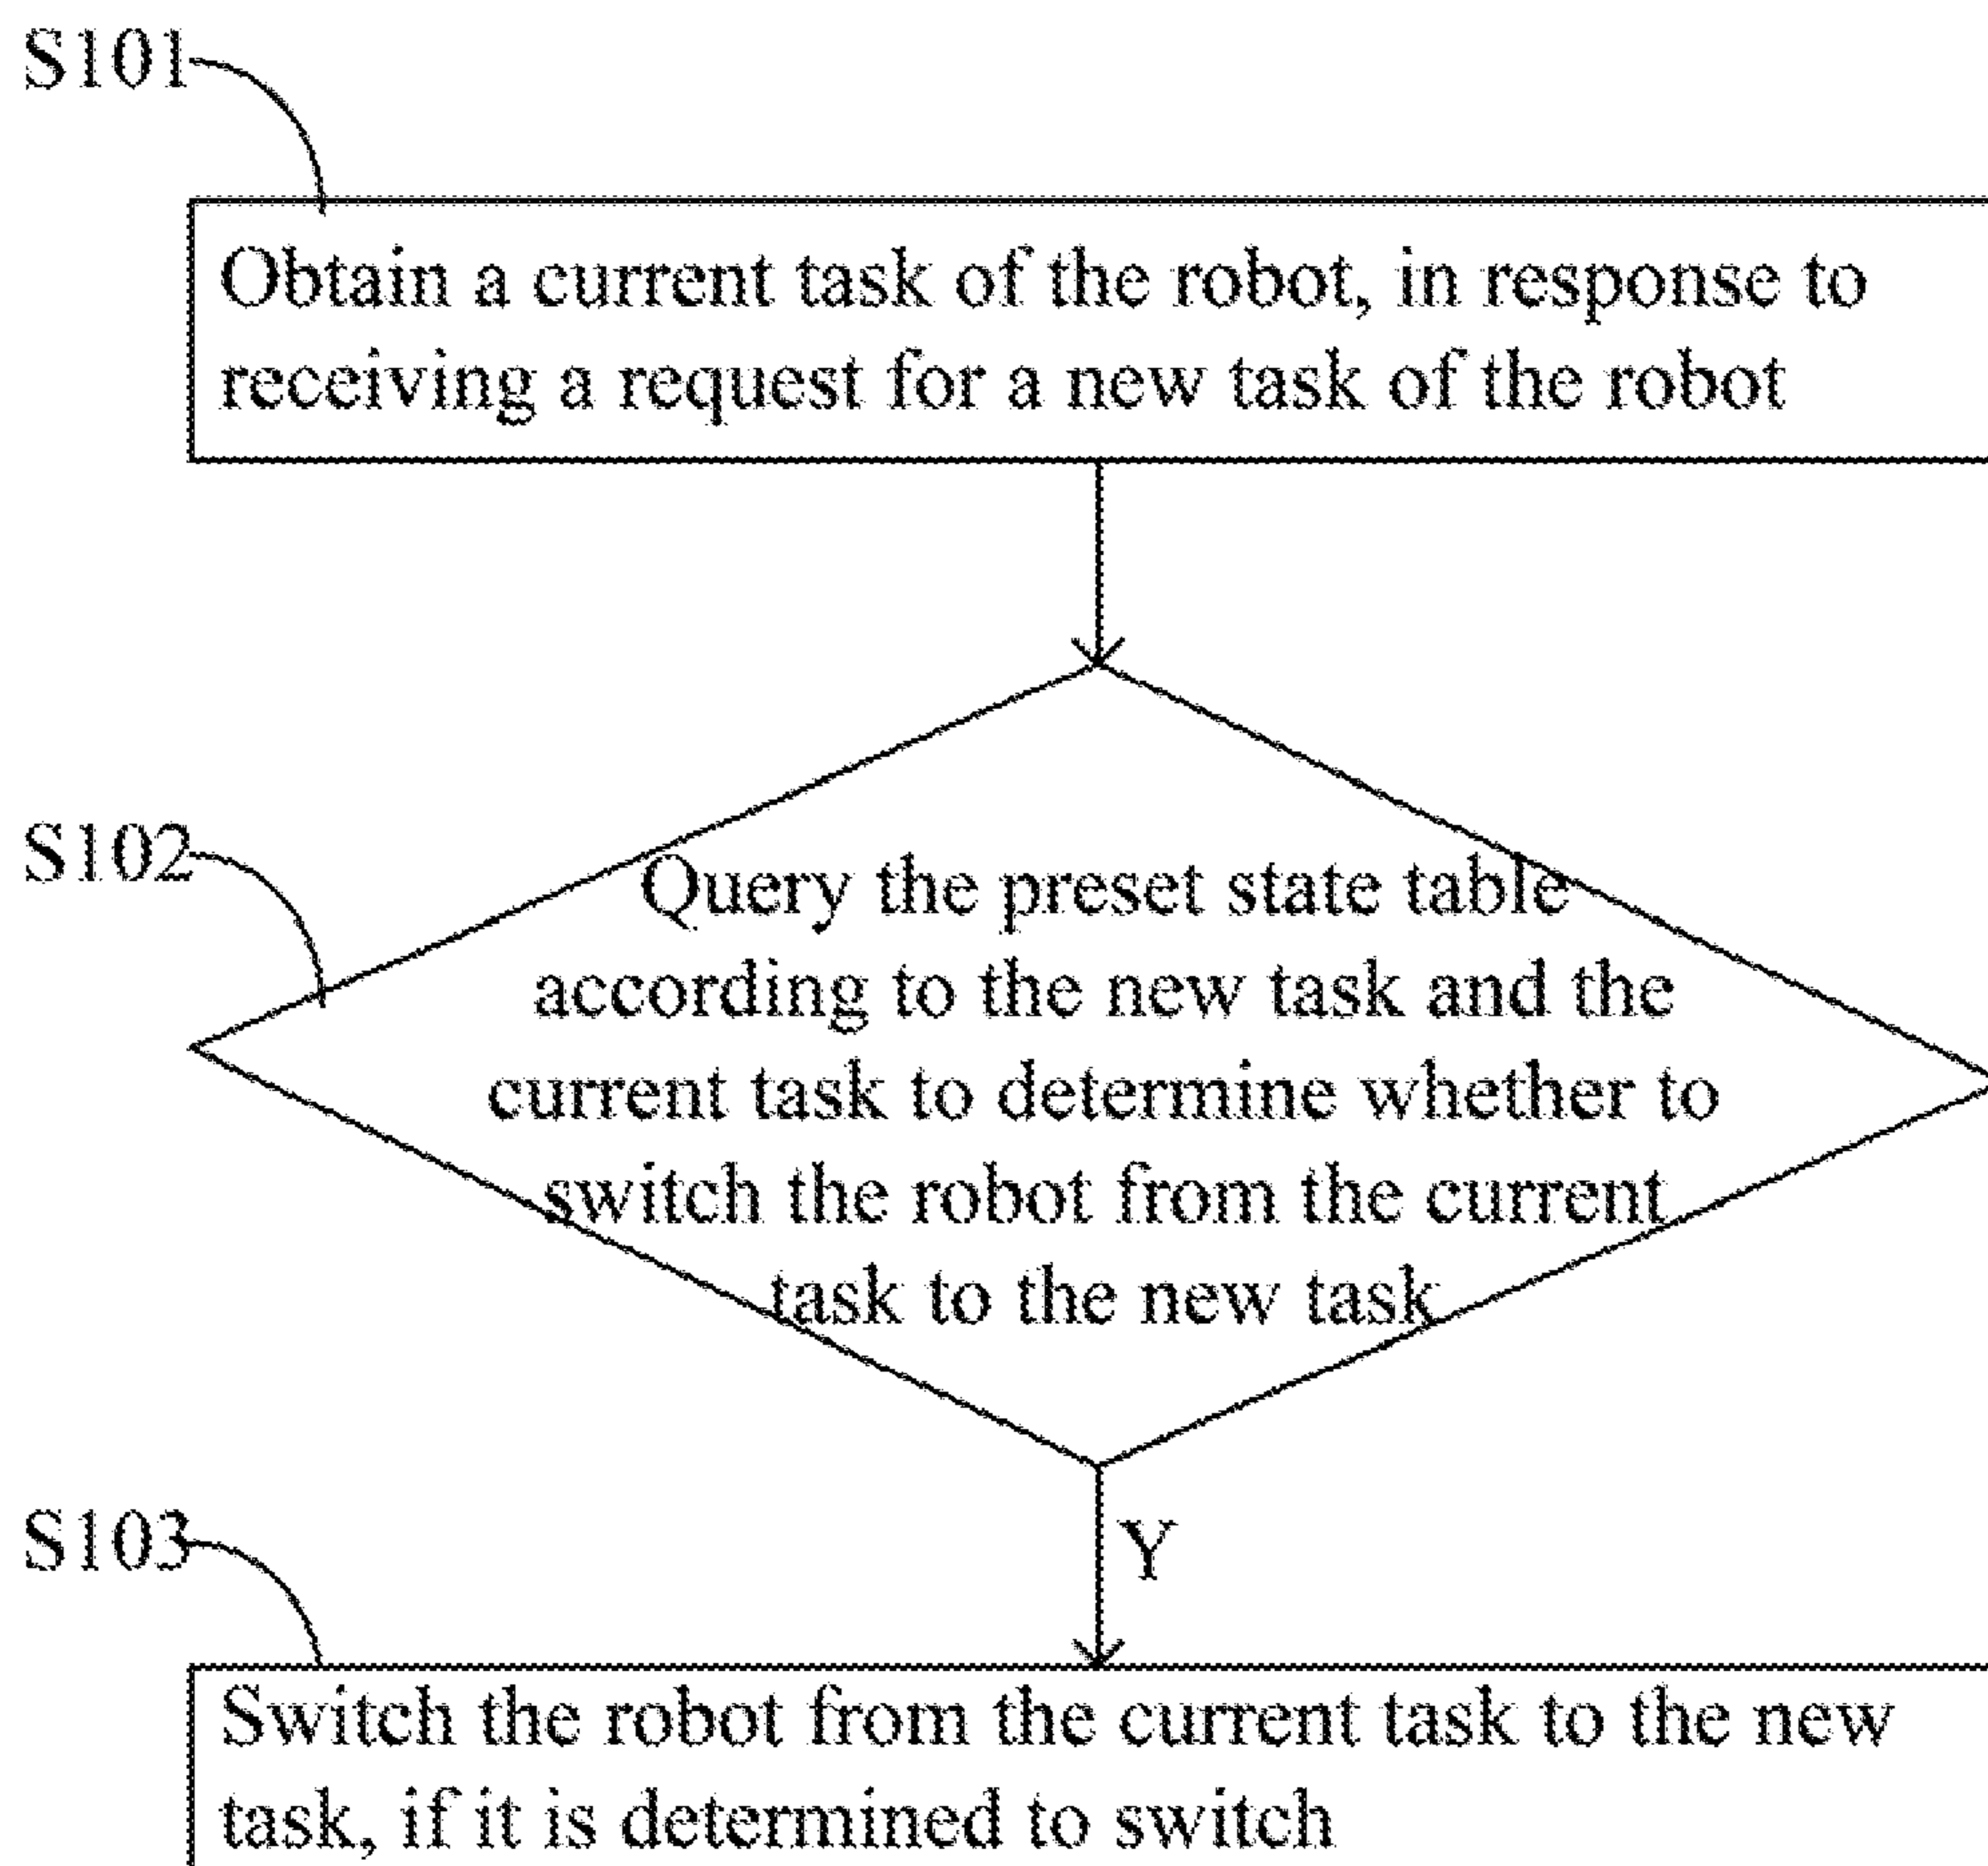 S101
Obtain a current task of the robot, in response to
receiving a request for a new task of the robot
S102
Query the preset state table
according to the new task and the
current task to determine whether to
switch the robot from the current
task to the new task
Y
S103
Switch the robot from the current task to the new
task, if it is determined to switch